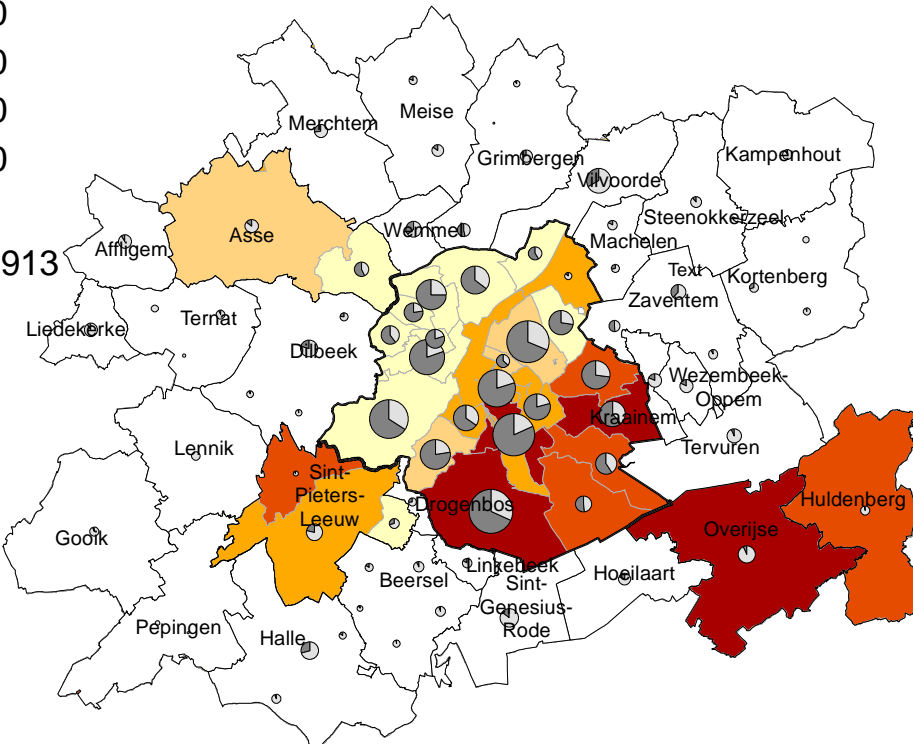 0
0
0
0
913
Meise
Merchtem
Grimbergen
Kampenhout
Vilvoorde
Steenokkerzeel
Asse
Wemmel
Affligem
Machelen
Text
Kortenberg
Zaventem
Liedekerke
Ternat
Dilbeek
Wezembeek-
Oppem
Kraainem
Tervuren
Lennik
Sint-
Pieters-
Leeuw
Drogenbos
Huldenberg
Overijse
Gooik
Linkebeek
Beersel
Hoeilaart
Sint-
Genesius-
Rode
Pepingen
Halle